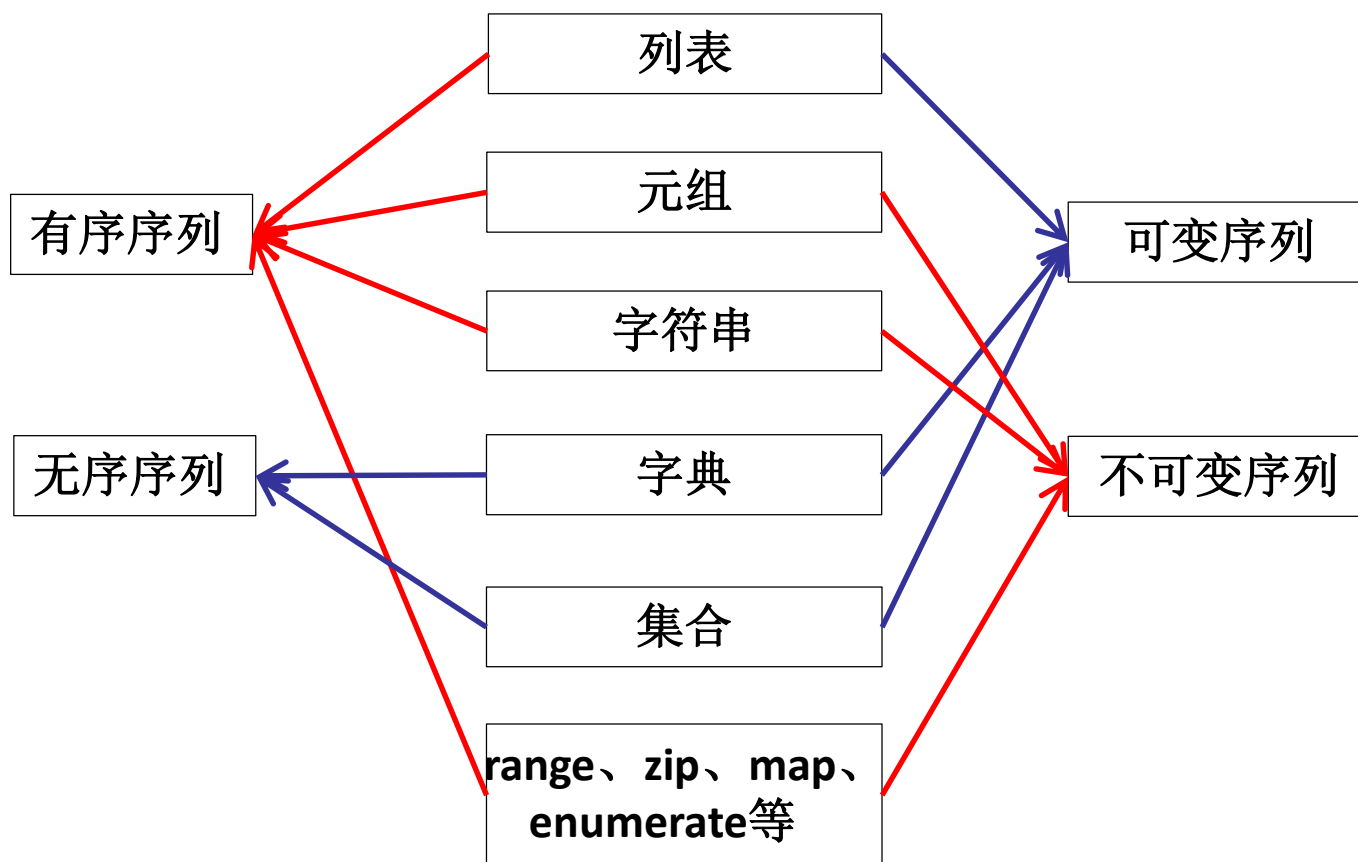 列表
元组
有序序列
可变序列
字符串
无序序列
字典
不可变序列
集合
range、zip、map、
enumerate等